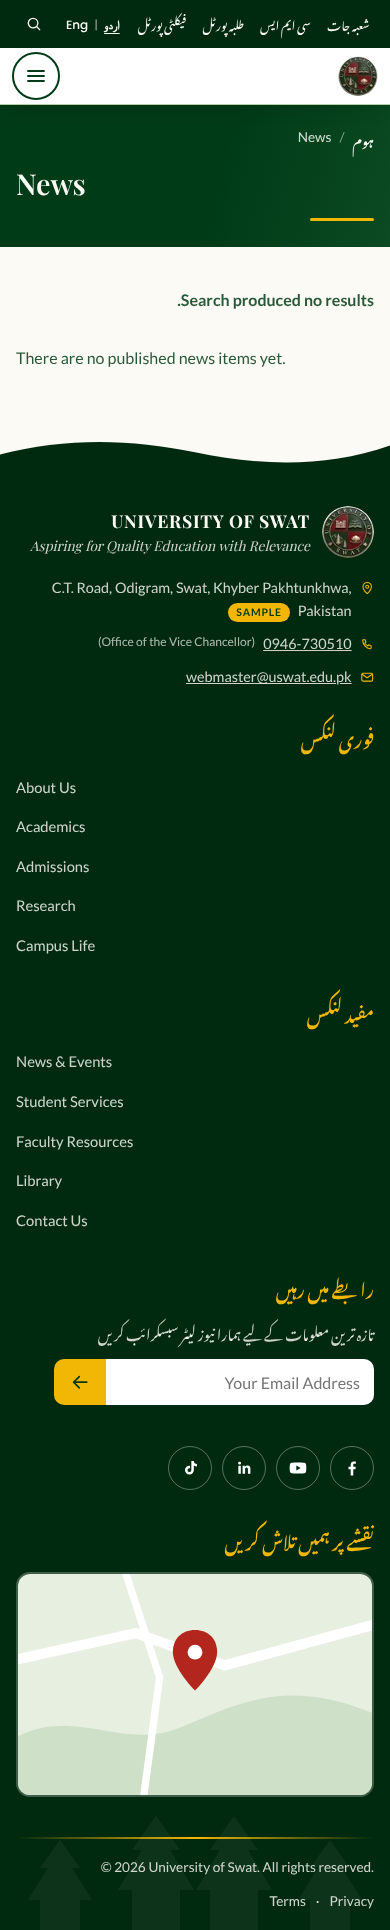 شعبہ جات سی ایم ایس طلبہ پورٹل فیکلٹی پورٹل اردو | Eng
ہوم / News
News
.Search produced no results
There are no published news items yet.
UNIVERSITY OF SWAT
Aspiring for Quality Education with Relevance
C.T. Road, Odigram, Swat, Khyber Pakhtunkhwa,
Pakistan SAMPLE
0946-730510 (Office of the Vice Chancellor)
webmaster@uswat.edu.pk
فوری لنکس
About Us
Academics
Admissions
Research
Campus Life
مفید لنکس
News & Events
Student Services
Faculty Resources
Library
Contact Us
رابطے میں رہیں
تازہ ترین معلومات کے لیے ہمارا نیوز لیٹر سبسکرائب کریں
Your Email Address
نقشے پر ہمیں تلاش کریں
© 2026 University of Swat. All rights reserved.
Terms · Privacy